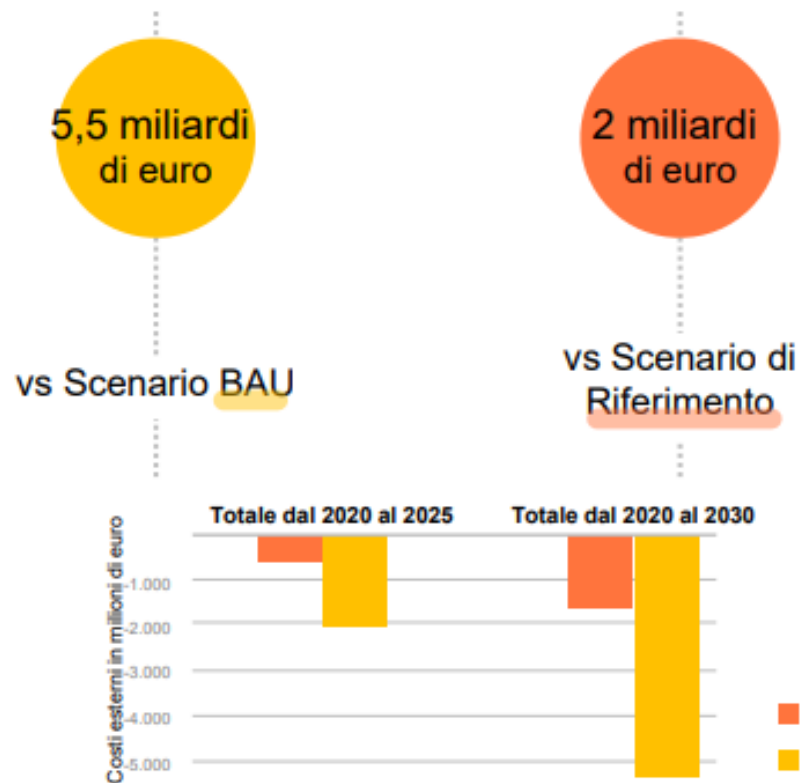 5,5 miliardi
di euro
2 miliardi
di euro
vs Scenario BAU
vs Scenario di
Riferimento
Totale dal 2020 al 2025
Totale dal 2020 al 2030
Costi esterni in milioni di euro
-1.000
-2.000
-3.000
-4.000
-5.000